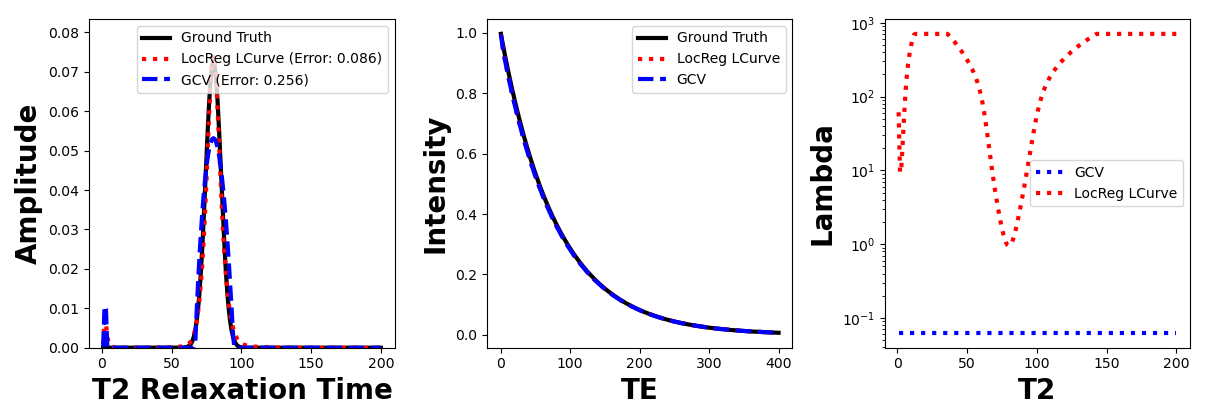 Amplitude
0.08
0.07
0.06
0.05
0.04
0.03
0.02
0.01
0.00
Ground Truth
LocReg LCurve (Error: 0.086)
GCV (Error: 0.256)
0 50 100 150 200
T2 Relaxation Time
Intensity
1.0
0.8
0.6
0.4
0.2
0.0
Ground Truth
LocReg LCurve
GCV
0 100 200 300 400
TE
Lambda
10³
10²
10¹
10⁰
10⁻¹
GCV
LocReg LCurve
0 50 100 150 200
T2